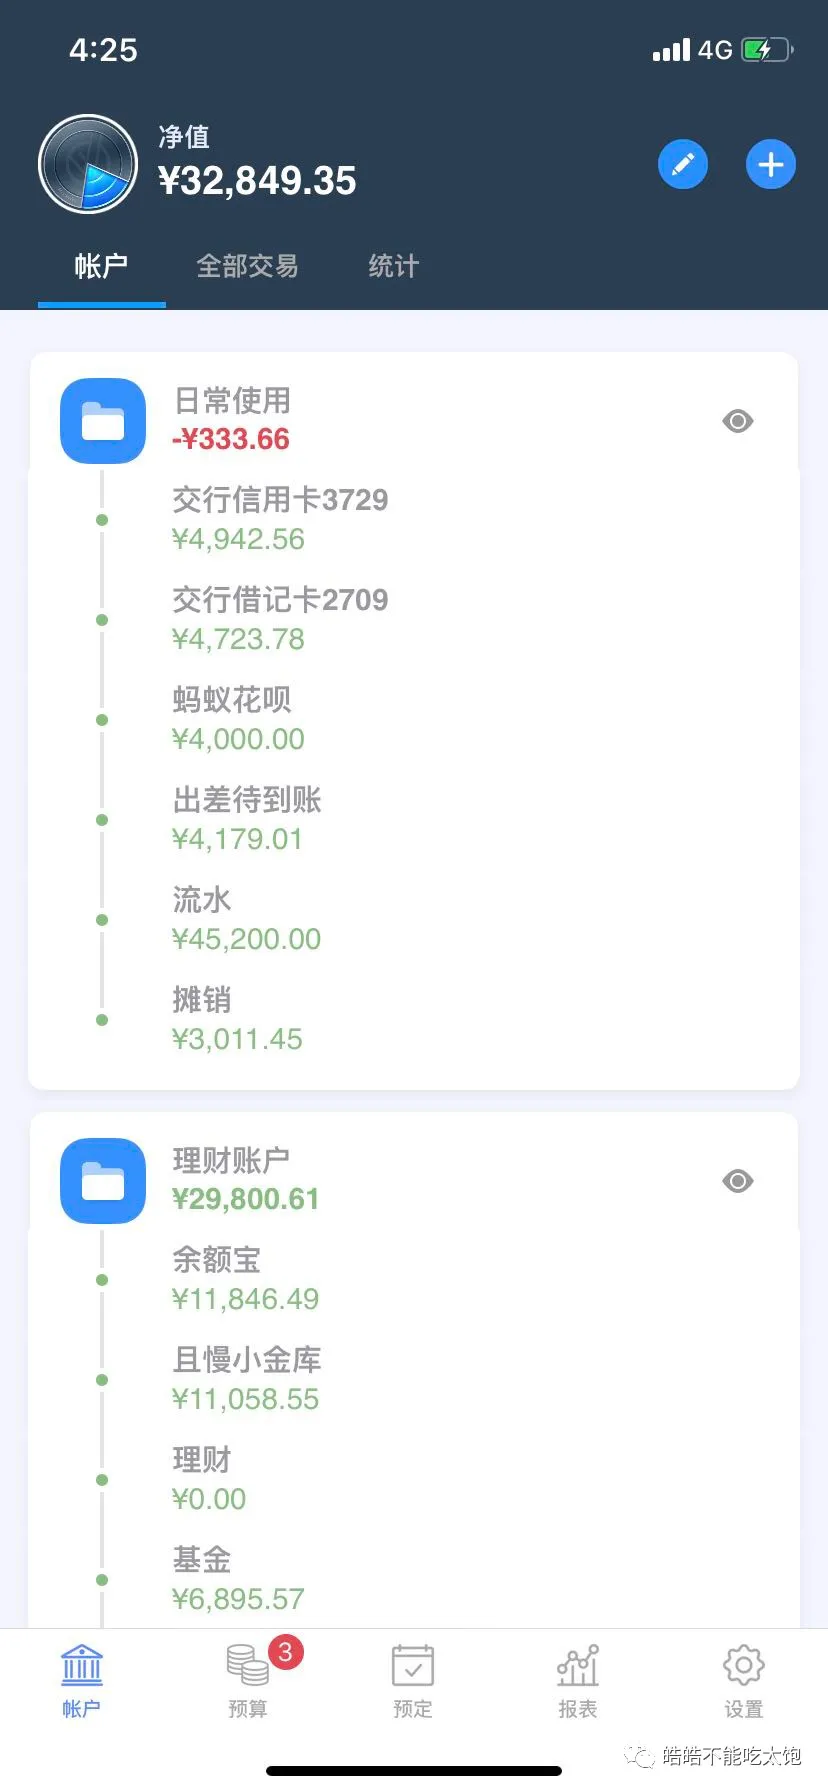 4:25
4G
净值
¥32,849.35
帐户
全部交易
统计
日常使用
-¥333.66
交行信用卡3729
¥4,942.56
交行借记卡2709
¥4,723.78
蚂蚁花呗
¥4,000.00
出差待到账
¥4,179.01
流水
¥45,200.00
摊销
¥3,011.45
理财账户
¥29,800.61
余额宝
¥11,846.49
且慢小金库
¥11,058.55
理财
¥0.00
基金
¥6,895.57
3
帐户
预算
预定
报表
设置
皓皓不能吃太饱